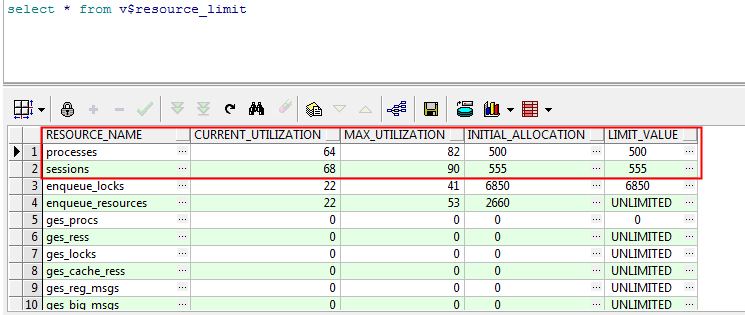 select * from v$resource_limit
RESOURCE_NAME CURRENT_UTILIZATION MAX_UTILIZATION INITIAL_ALLOCATION LIMIT_VALUE
1 processes 64 82 500 500
2 sessions 68 90 555 555
3 enqueue_locks 22 41 6850 6850
4 enqueue_resources 22 53 2660 UNLIMITED
5 ges_procs 0 0 0 0
6 ges_ress 0 0 0 UNLIMITED
7 ges_locks 0 0 0 UNLIMITED
8 ges_cache_ress 0 0 0 UNLIMITED
9 ges_reg_msgs 0 0 0 UNLIMITED
10 ges_big_msgs 0 0 0 UNLIMITED